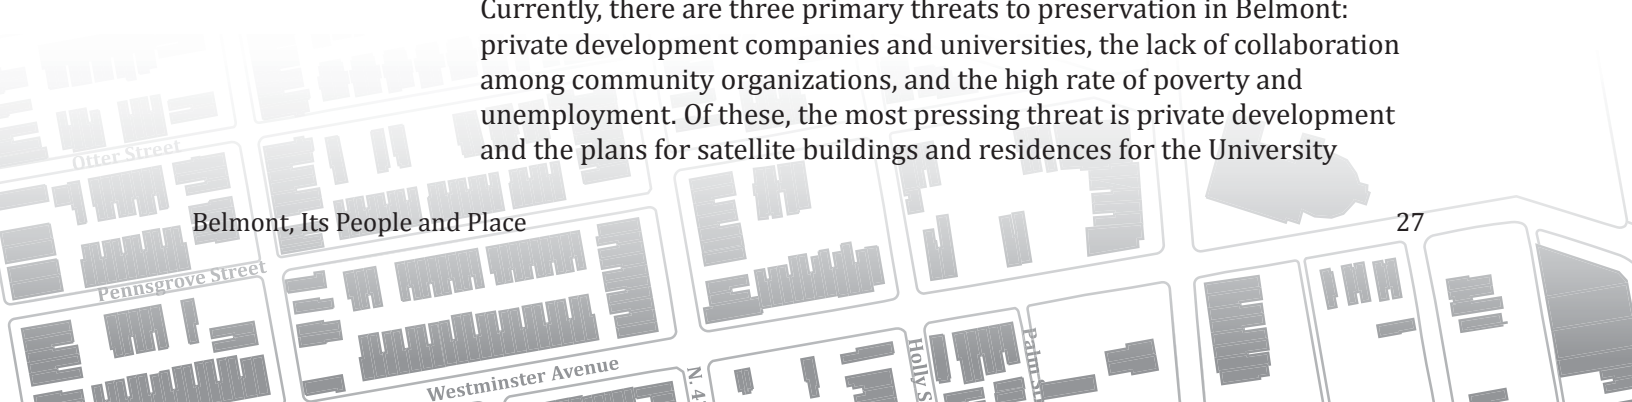 Currently, there are three primary threats to preservation in Belmont:
private development companies and universities, the lack of collaboration
among community organizations, and the high rate of poverty and
unemployment. Of these, the most pressing threat is private development
and the plans for satellite buildings and residences for the University
Otter Street
Belmont, Its People and Place
27
Pennsgrove Street
Westminster Avenue
N.
Holly
Palm